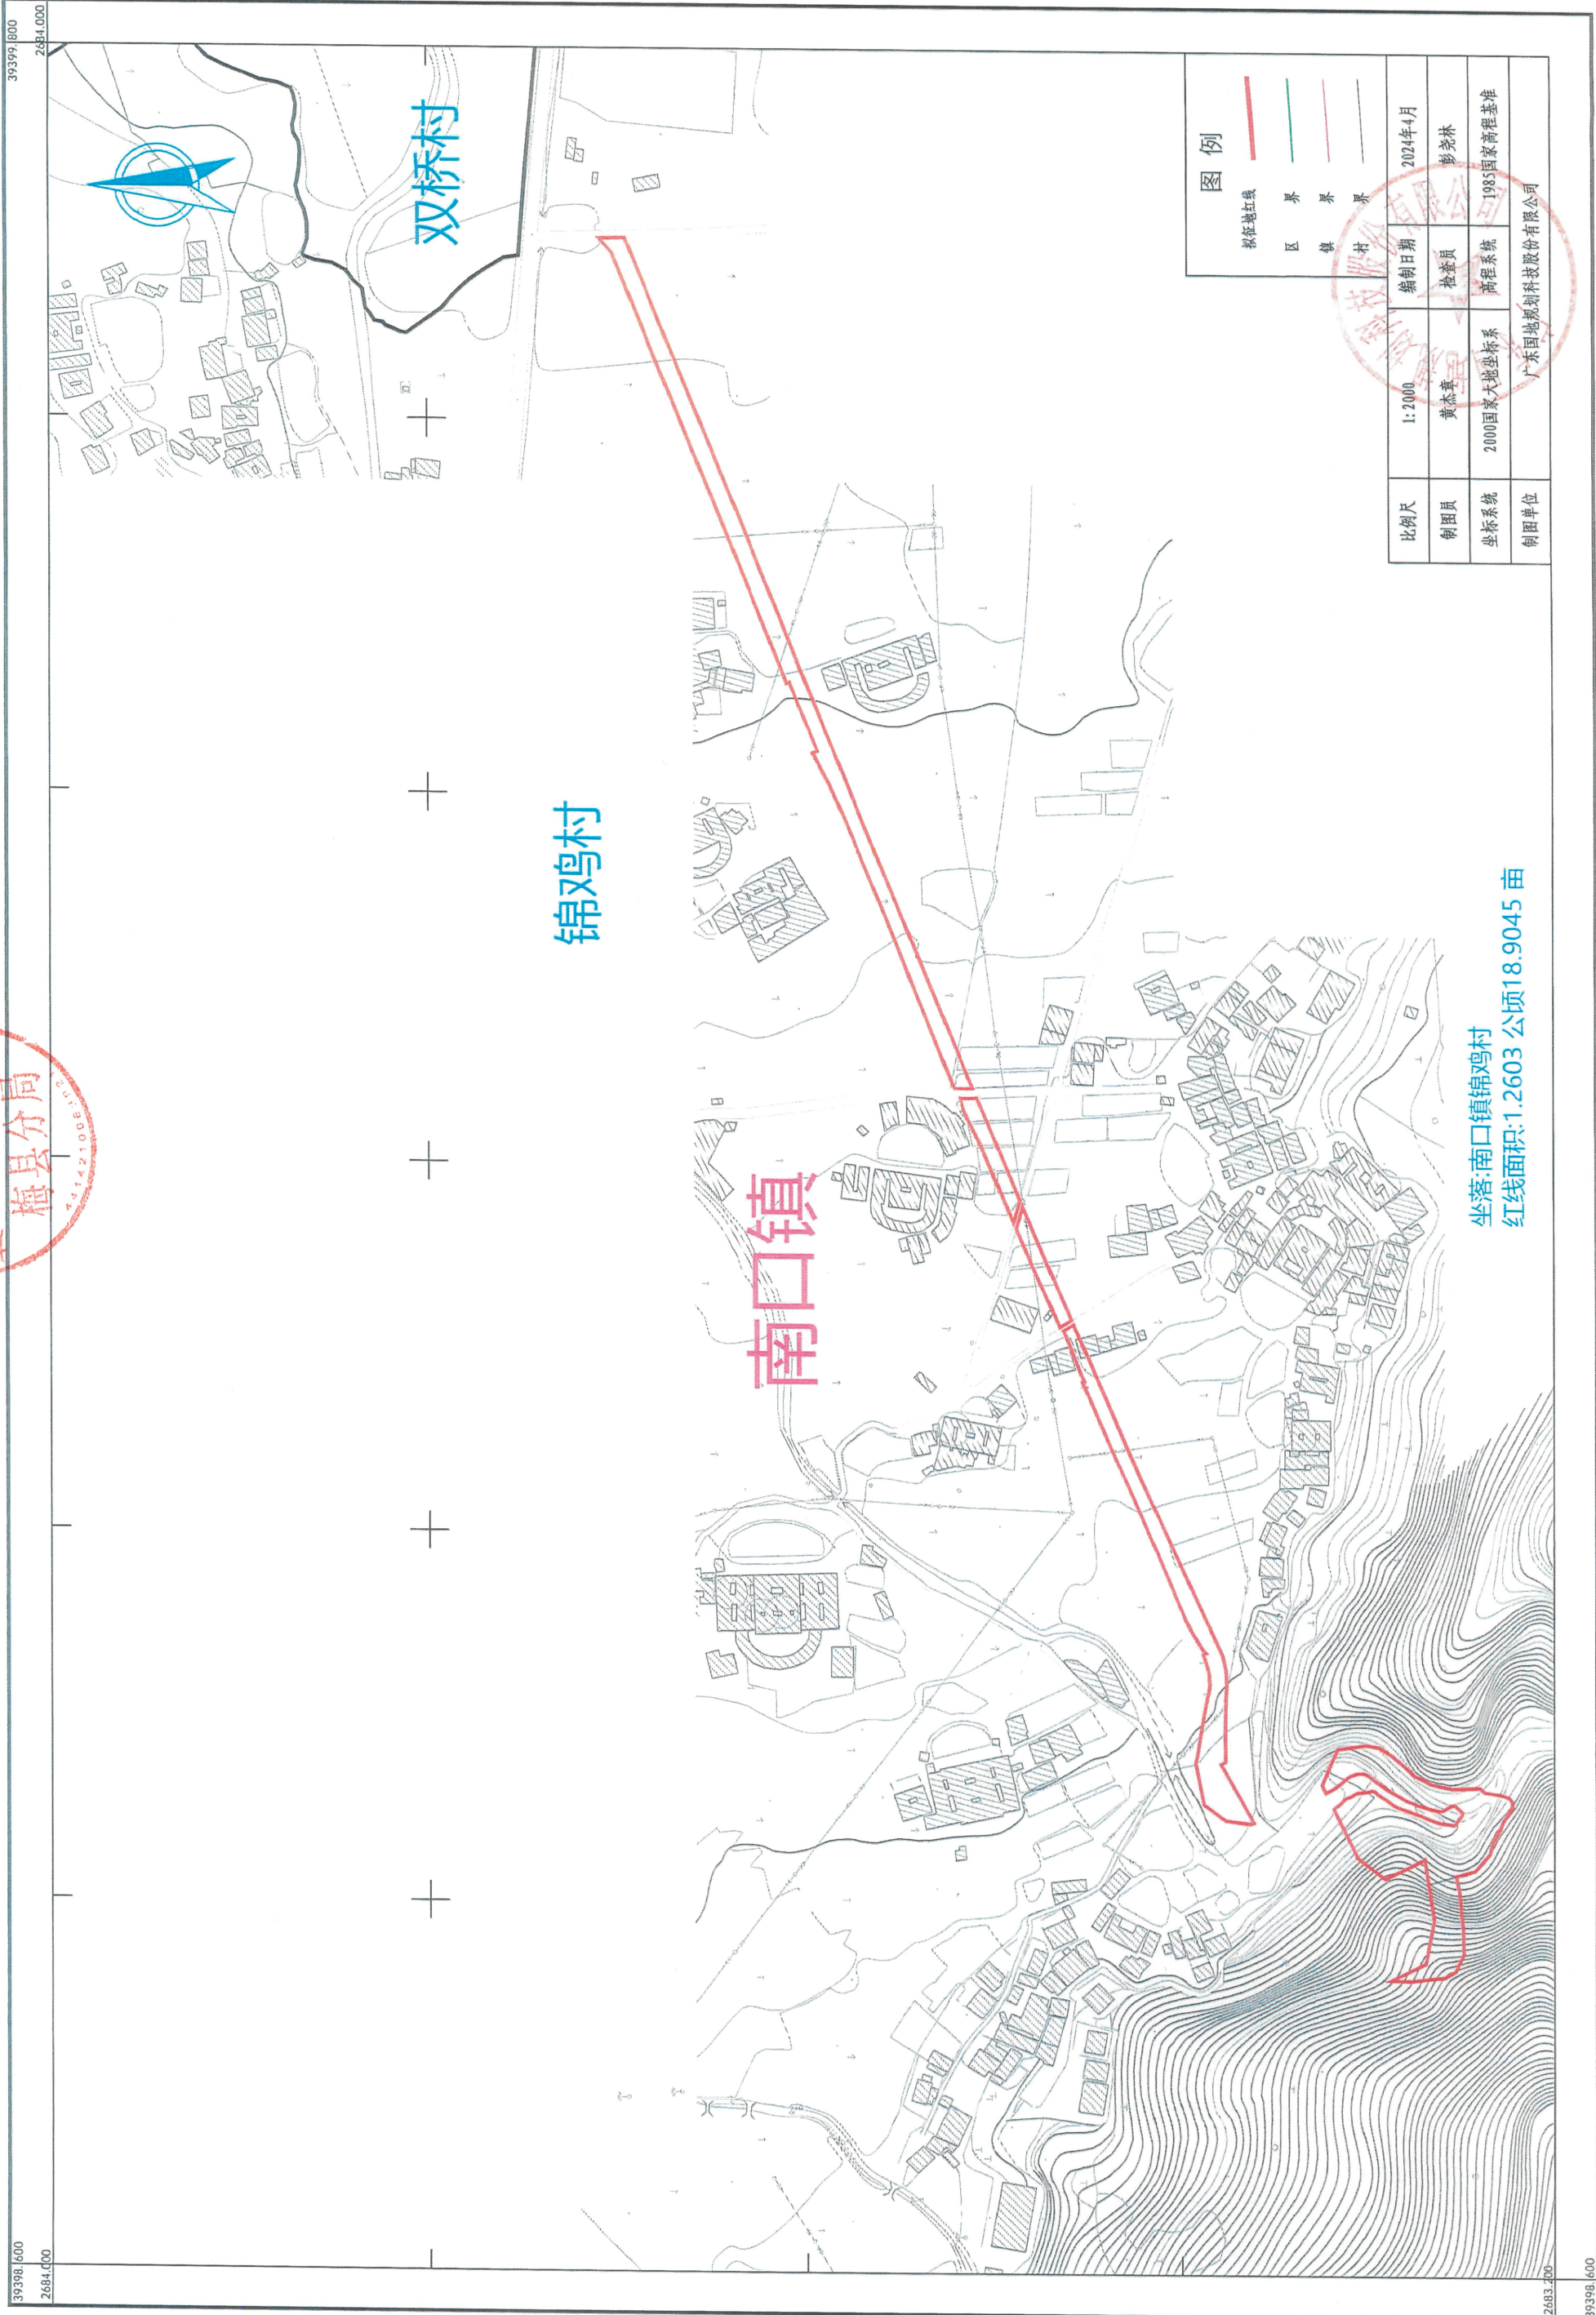 39398.600
2684.000
39399.800
2684.000
梅县分局
双桥村
锦鸡村
南口镇
坐落:南口镇锦鸡村
红线面积:1.2603 公顷18.9045 亩
图 例
拟征地红线
区 界
镇 界
村 界
比例尺 1:2000 编制日期 2024年4月
制图员 黄杰章 检查员 彭尧林
坐标系统 2000国家大地坐标系 高程系统 1985国家高程基准
制图单位 广东国地规划科技股份有限公司
2683.200
39398.600